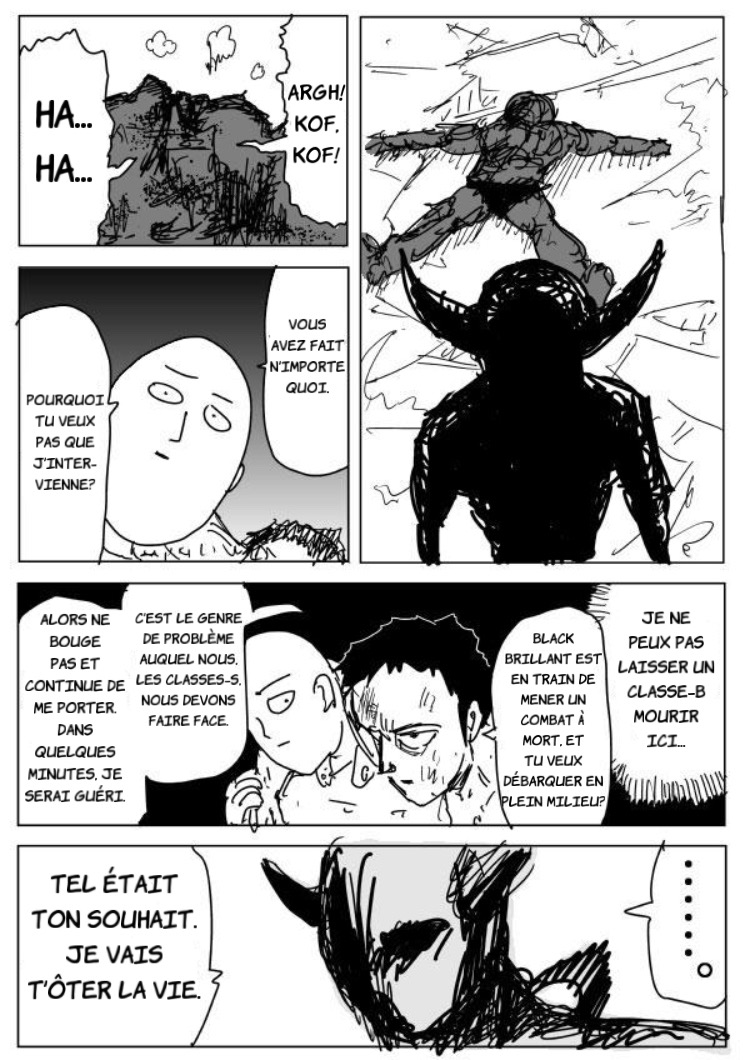 ARGH!
KOF,
KOF!
HA...
HA...
VOUS
AVEZ FAIT
N'IMPORTE
QUOI.
POURQUOI
TU VEUX
PAS QUE
J'INTER-
VIENNE?
JE NE
PEUX PAS
LAISSER UN
CLASSE-B
MOURIR
ICI...
BLACK
BRILLANT EST
EN TRAIN DE
MENER UN
COMBAT À
MORT, ET
TU VEUX
DÉBARQUER EN
PLEIN MILIEU?
C'EST LE GENRE
DE PROBLÈME
AUQUEL NOUS,
LES CLASSES-S,
NOUS DEVONS
FAIRE FACE.
ALORS NE
BOUGE
PAS ET
CONTINUE DE
ME PORTER.
DANS
QUELQUES
MINUTES, JE
SERAI GUÉRI.
......。
TEL ÉTAIT
TON SOUHAIT.
JE VAIS
T'ÔTER LA VIE.